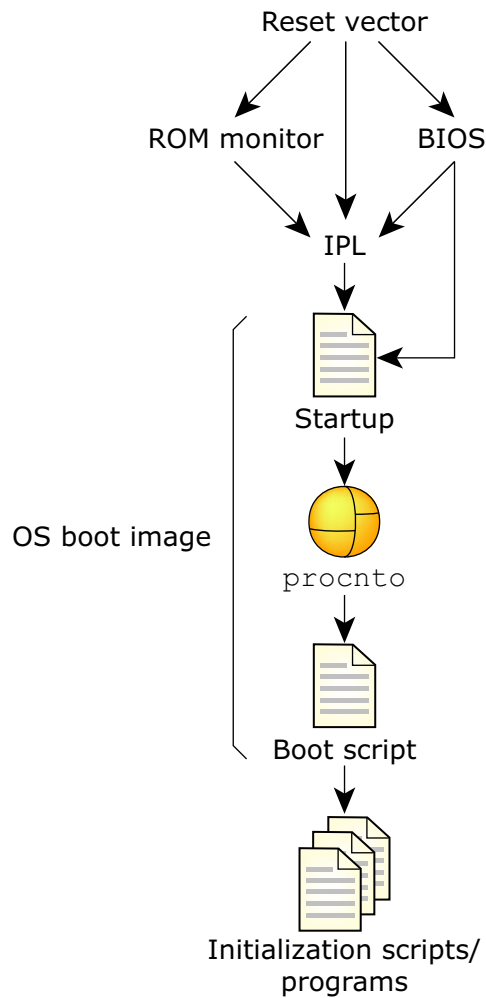 Reset vector
ROM monitor
BIOS
IPL
Startup
OS boot image
procnto
Boot script
Initialization scripts/
programs